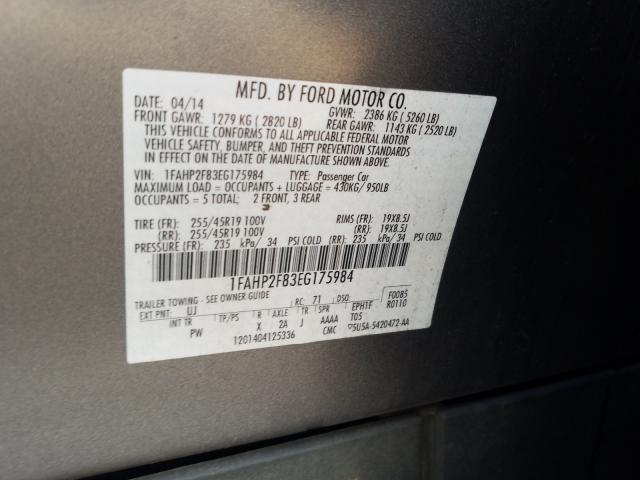 MFD. BY FORD MOTOR CO.
DATE: 04/14 GVWR: 2386 KG ( 5260 LB)
FRONT GAWR: 1279 KG ( 2820 LB) REAR GAWR: 1143 KG ( 2520 LB)
THIS VEHICLE CONFORMS TO ALL APPLICABLE FEDERAL MOTOR
VEHICLE SAFETY, BUMPER, AND THEFT PREVENTION STANDARDS
IN EFFECT ON THE DATE OF MANUFACTURE SHOWN ABOVE.
VIN: 1FAHP2F83EG175984 TYPE: Passenger Car
MAXIMUM LOAD = OCCUPANTS + LUGGAGE = 430KG/ 950LB
OCCUPANTS = 5 TOTAL; 2 FRONT, 3 REAR
TIRE (FR): 255/45R19 100V RIMS (FR): 19X8.5J
(RR): 255/45R19 100V (RR): 19X8.5J
PRESSURE (FR): 235 kPa/ 34 PSI COLD (RR): 235 kPa/ 34 PSI COLD
1FAHP2F83EG175984
TRAILER TOWING - SEE OWNER GUIDE
EXT PNT: UJ RC: 71 DSO: F0085
R0110
INT TR TP/PS R AXLE TR SPR EPH1F
PW X 2A J AAAA T05
1201404125336 CMC ▽5U5A-5420472-AA